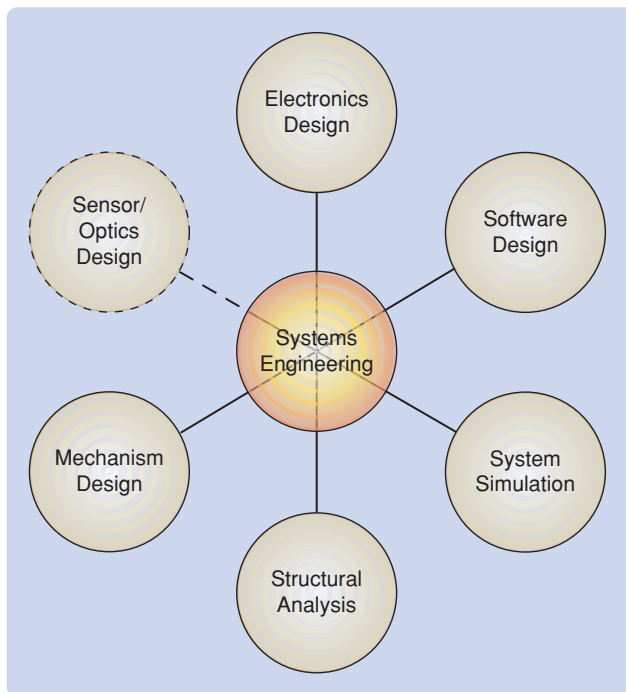 Electronics
Design
Sensor/
Optics
Design
Software
Design
Systems
Engineering
Mechanism
Design
System
Simulation
Structural
Analysis